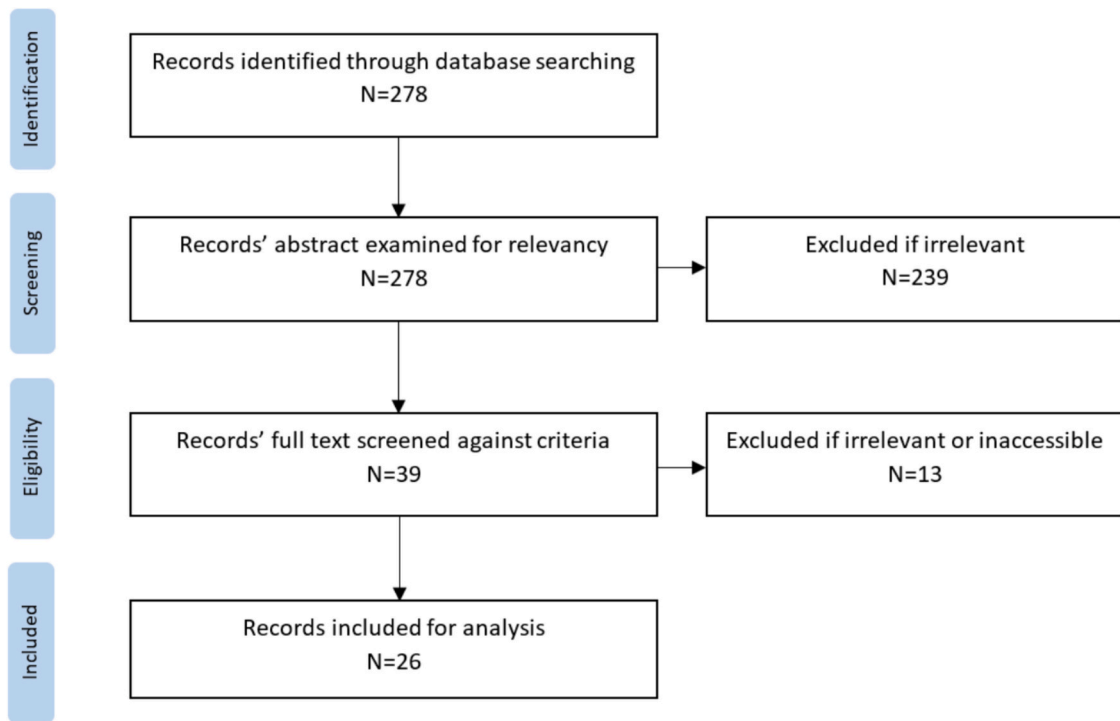 Identification
Records identified through database searching
N=278
Screening
Records’ abstract examined for relevancy
N=278
Excluded if irrelevant
N=239
Eligibility
Records’ full text screened against criteria
N=39
Excluded if irrelevant or inaccessible
N=13
Included
Records included for analysis
N=26